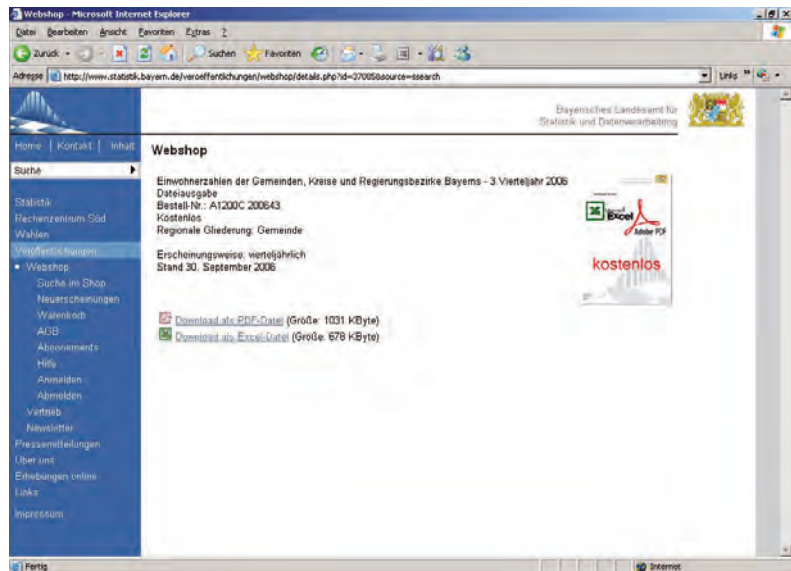 Webshop - Microsoft Internet Explorer
Datei Bearbeiten Ansicht Favoriten Extras ?
Zurück Suchen Favoriten
Adresse http://www.statistik.bayern.de/veroeffentlichungen/webshop/details.php?id=37085&source=ssearch Links »
Bayerisches Landesamt für
Statistik und Datenverarbeitung
Home | Kontakt | Inhalt
Suche
Statistik
Rechenzentrum Süd
Wahlen
Veröffentlichungen
Webshop
Suche im Shop
Neuerscheinungen
Warenkorb
AGB
Abonnements
Hilfe
Anmelden
Abmelden
Vertrieb
Newsletter
Pressemitteilungen
Über uns
Erhebungen online
Links
Impressum
Webshop
Einwohnerzahlen der Gemeinden, Kreise und Regierungsbezirke Bayerns - 3.Vierteljahr 2006
Dateiausgabe
Bestell-Nr.: A1200C 200643
Kostenlos
Regionale Gliederung: Gemeinde
Erscheinungsweise: vierteljährlich
Stand 30. September 2006
Download als PDF-Datei (Größe: 1031 KByte)
Download als Excel-Datei (Größe: 678 KByte)
Microsoft
Excel
Adobe PDF
kostenlos
Fertig
Internet